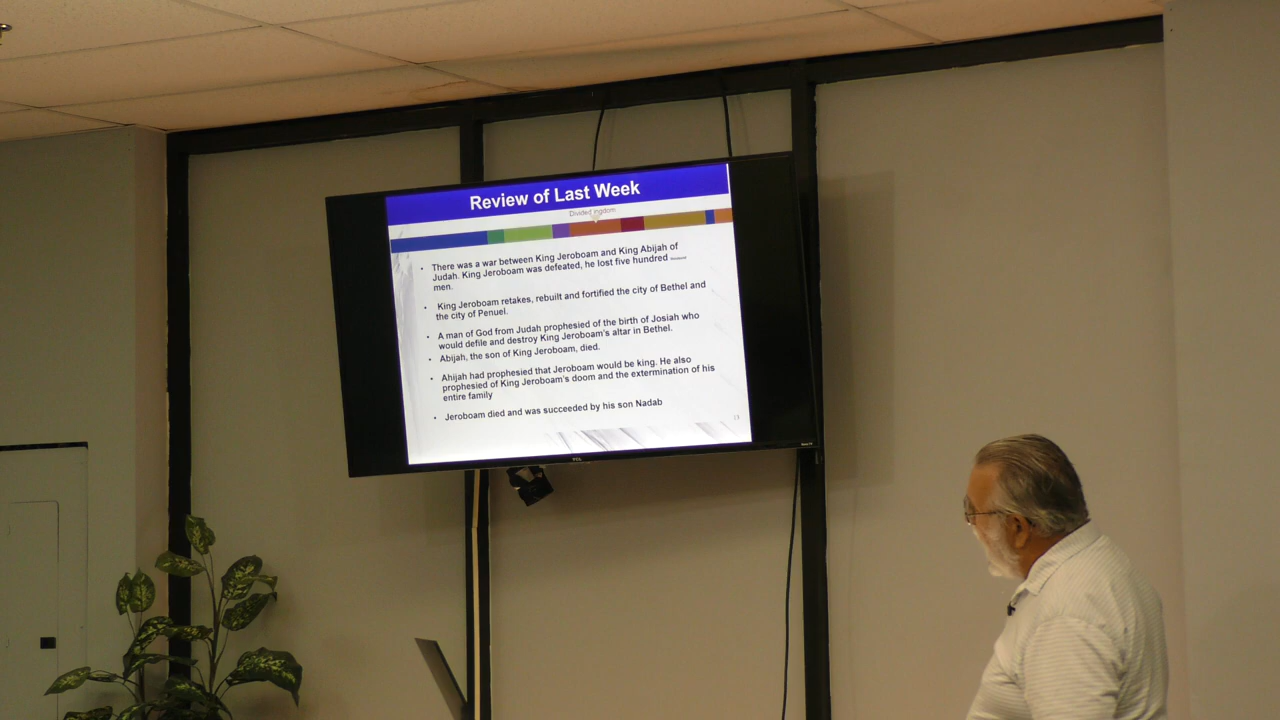 Review of Last Week
Divided ingdom
• There was a war between King Jeroboam and King Abijah of
Judah. King Jeroboam was defeated, he lost five hundred
men.
• King Jeroboam retakes, rebuilt and fortified the city of Bethel and
the city of Penuel.
• A man of God from Judah prophesied of the birth of Josiah who
would defile and destroy King Jeroboam's altar in Bethel.
• Abijah, the son of King Jeroboam, died.
• Ahijah had prophesied that Jeroboam would be king. He also
prophesied of King Jeroboam's doom and the extermination of his
entire family
• Jeroboam died and was succeeded by his son Nadab
TCL